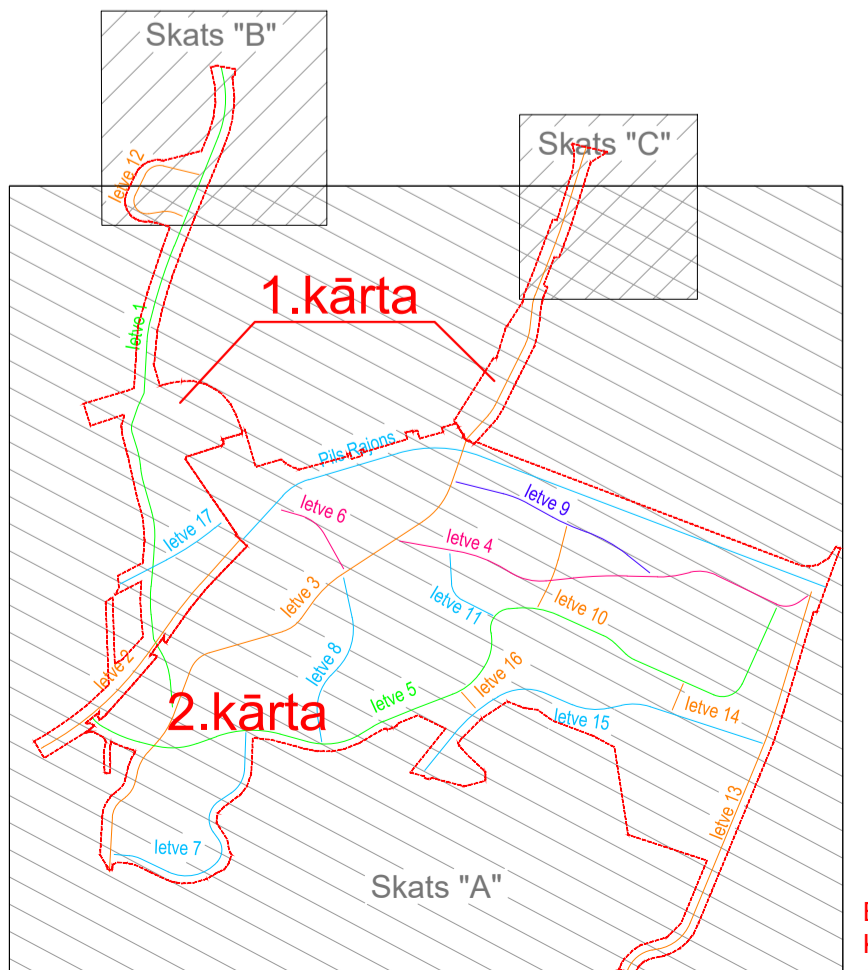 Skats "B"
Skats "C"
Ietve 12
1.kārta
Ietve 1
Pils Rajons
Ietve 9
Ietve 6
Ietve 17
Ietve 4
Ietve 3
Ietve 11
Ietve 10
Ietve 8
Ietve 2
Ietve 16
Ietve 5
2.kārta
Ietve 14
Ietve 15
Ietve 13
Ietve 7
Skats "A"